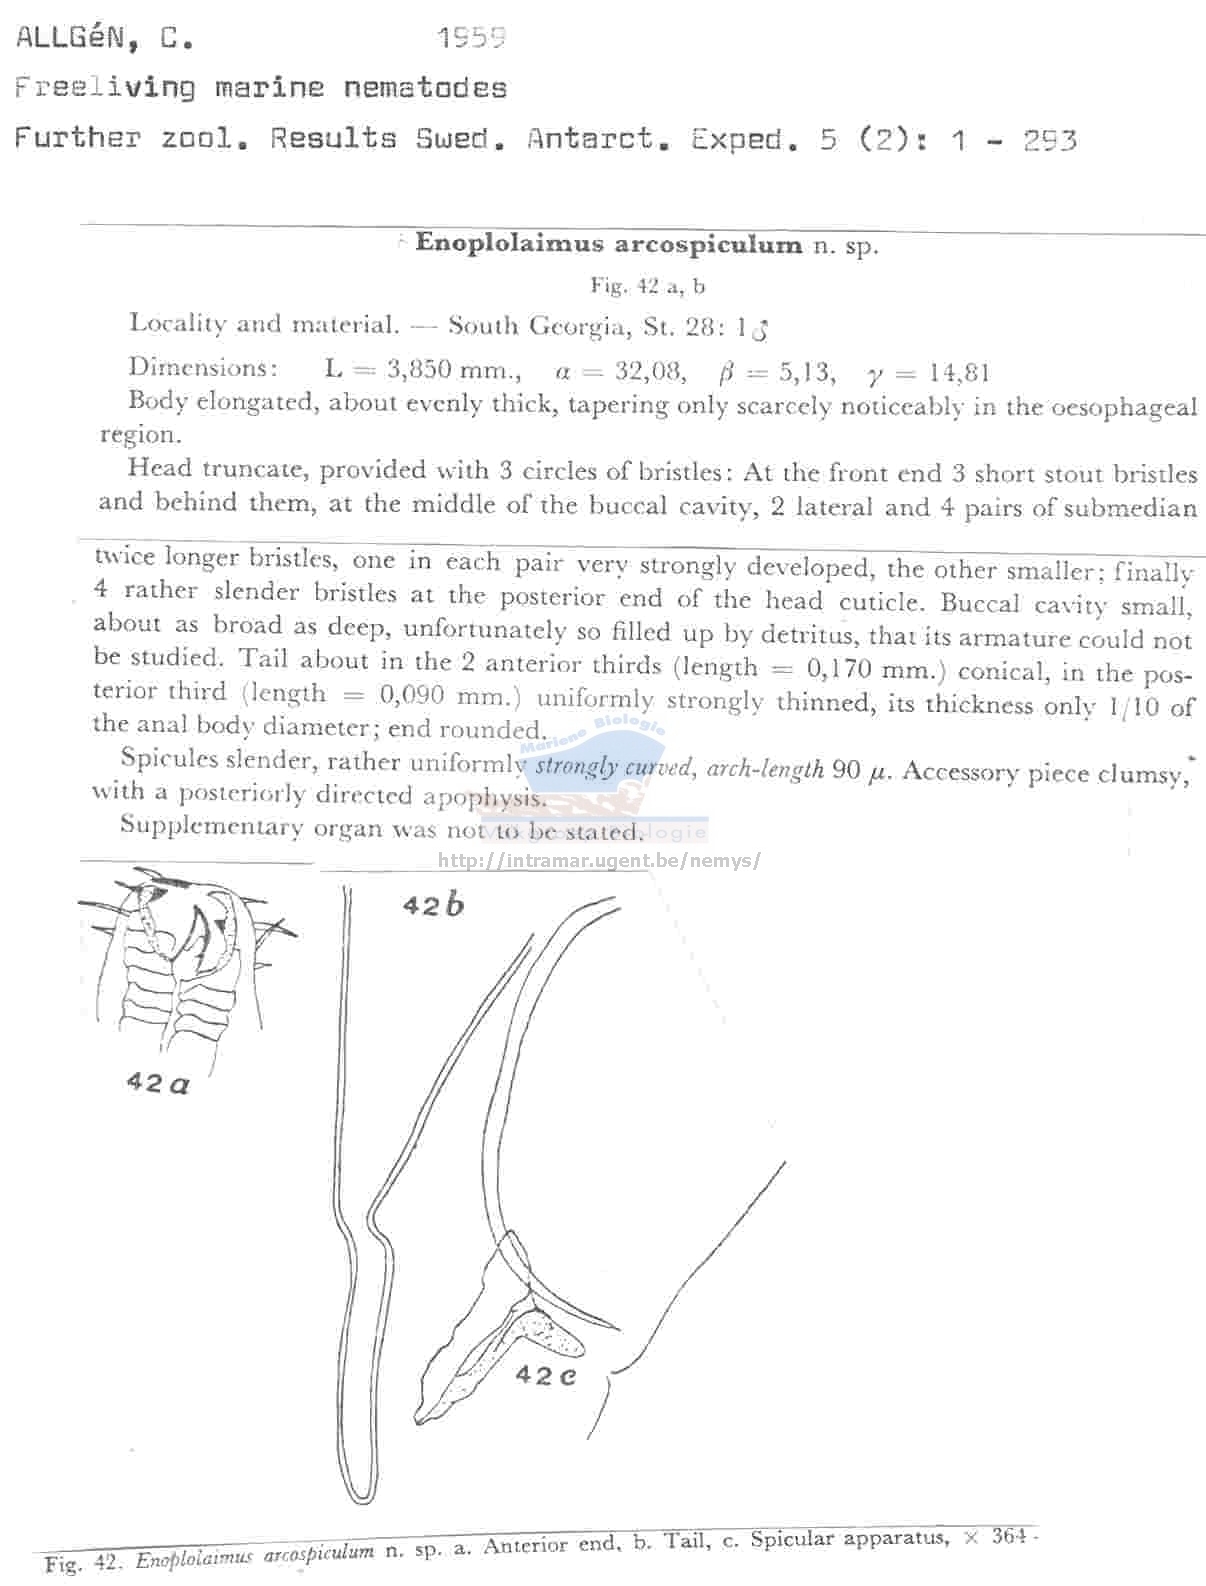 ALLGéN, C. 1959
Freeliving marine nematodes
Further zool. Results Swed. Antarct. Exped. 5 (2): 1 - 293
Enoplolaimus arcospiculum n. sp.
Fig. 42 a, b
Locality and material. — South Georgia, St. 28: 1 ♂
Dimensions: L = 3,850 mm., α = 32,08, β = 5,13, γ = 14,81
Body elongated, about evenly thick, tapering only scarcely noticeably in the oesophageal
region.
Head truncate, provided with 3 circles of bristles: At the front end 3 short stout bristles
and behind them, at the middle of the buccal cavity, 2 lateral and 4 pairs of submedian
twice longer bristles, one in each pair very strongly developed, the other smaller; finally
4 rather slender bristles at the posterior end of the head cuticle. Buccal cavity small,
about as broad as deep, unfortunately so filled up by detritus, that its armature could not
be studied. Tail about in the 2 anterior thirds (length = 0,170 mm.) conical, in the pos-
terior third (length = 0,090 mm.) uniformly strongly thinned, its thickness only 1/10 of
the anal body diameter; end rounded.
Mariene Biologie
Spicules slender, rather uniformly strongly curved, arch-length 90 μ. Accessory piece clumsy,
with a posteriorly directed apophysis.
Supplementary organ was not to be stated.
http://intramar.ugent.be/nemys/
42b
42a
42c
Fig. 42. Enoplolaimus arcospiculum n. sp. a. Anterior end, b. Tail, c. Spicular apparatus, × 364.